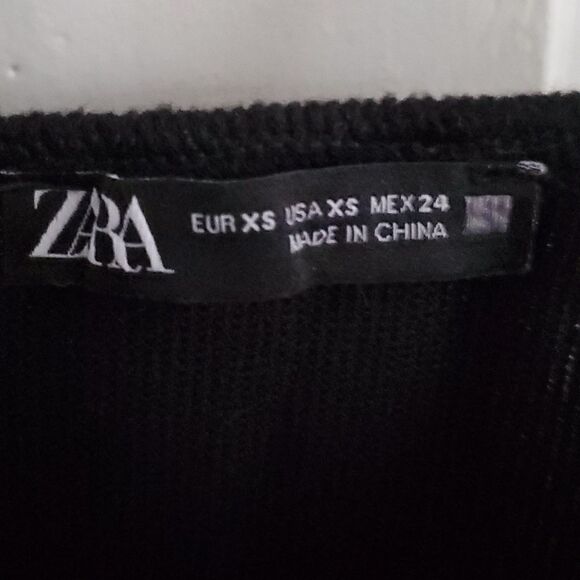 ZARA
EUR XS USA XS MEX 24
MADE IN CHINA